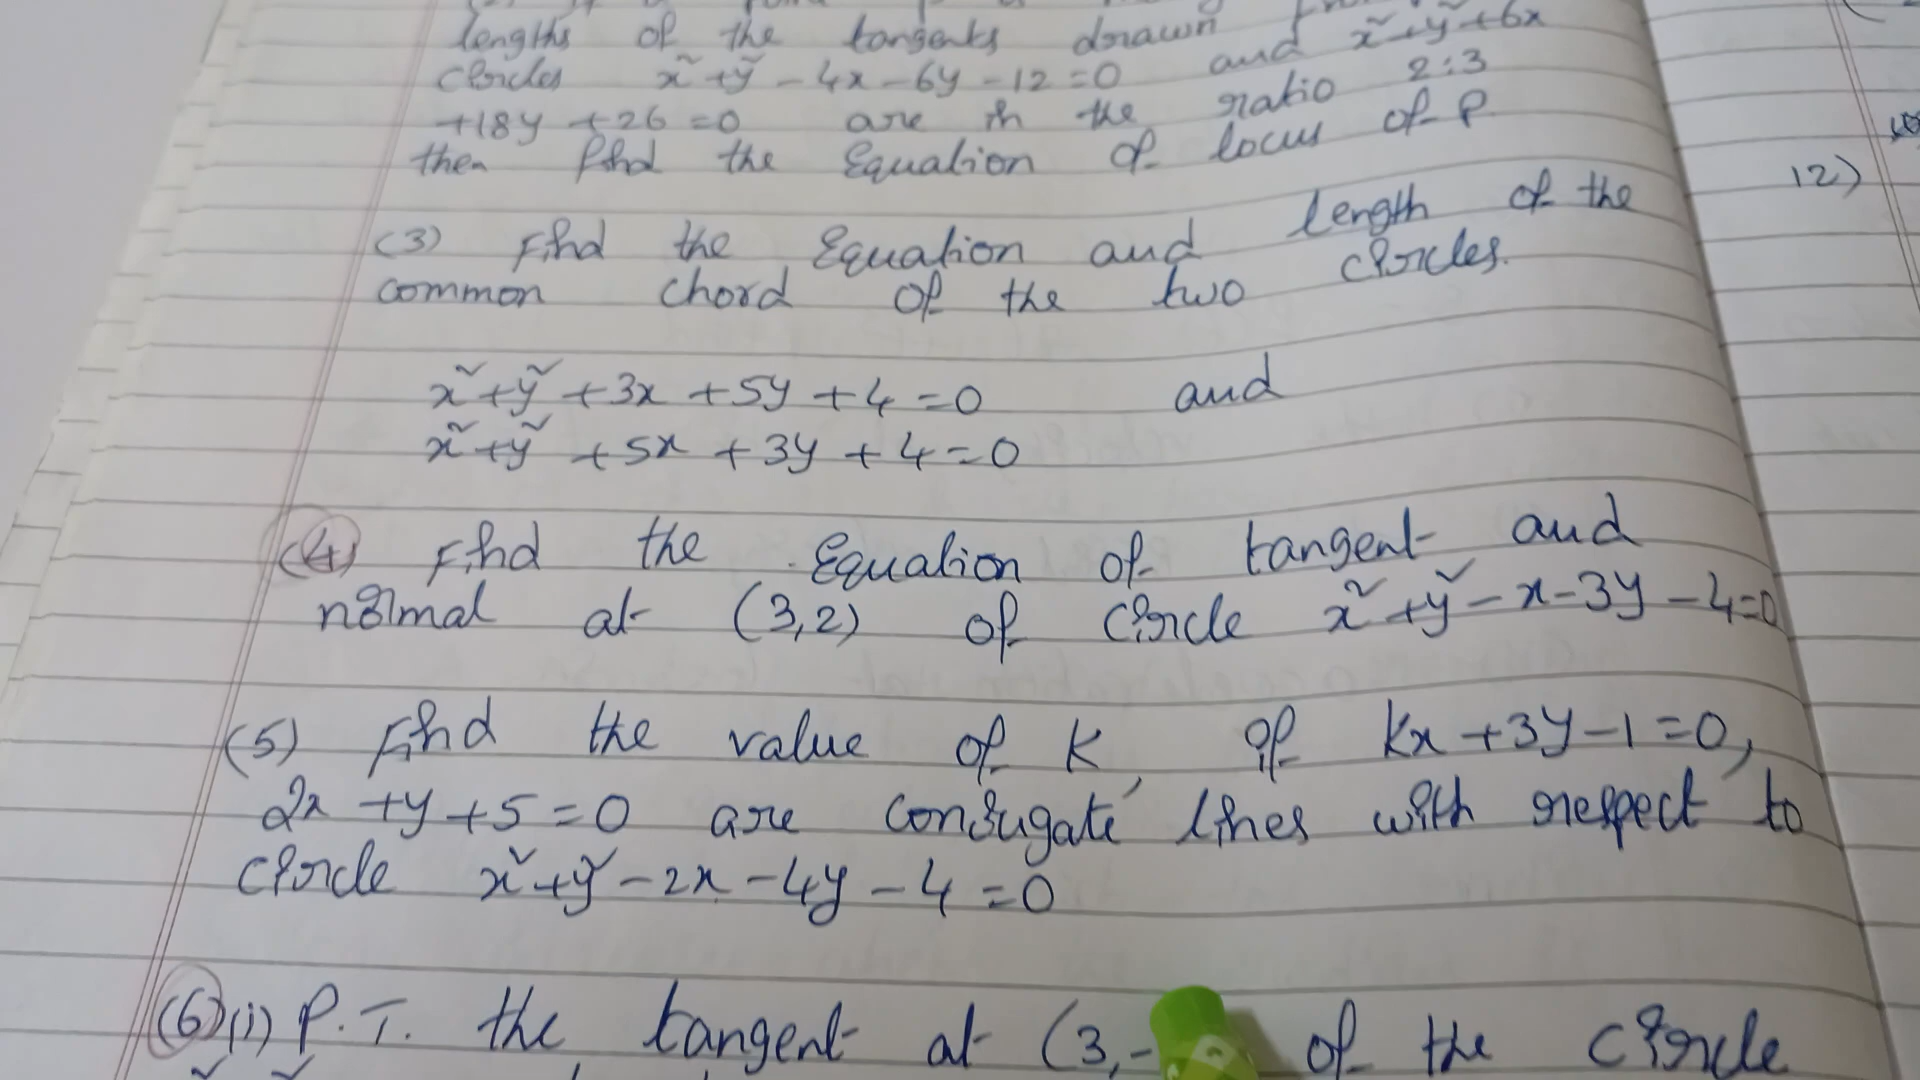 lengths of the tangents drawn
circles x²+y²-4x-6y-12=0 and x²+y²+6x
+18y+26=0 are in the ratio 2:3
then find the Equation of locus of P
(3) Find the Equation and length of the
common chord of the two circles.
x²+y²+3x+5y+4=0 and
x²+y²+5x+3y+4=0
(4) Find the Equation of tangent and
normal at (3,2) of circle x²+y²-x-3y-4=0
(5) Find the value of K, if Kx+3y-1=0,
2x+y+5=0 are conjugate lines with respect to
circle x²+y²-2x-4y-4=0
(6)(i) P.T. the tangent at (3,- of the circle
12)